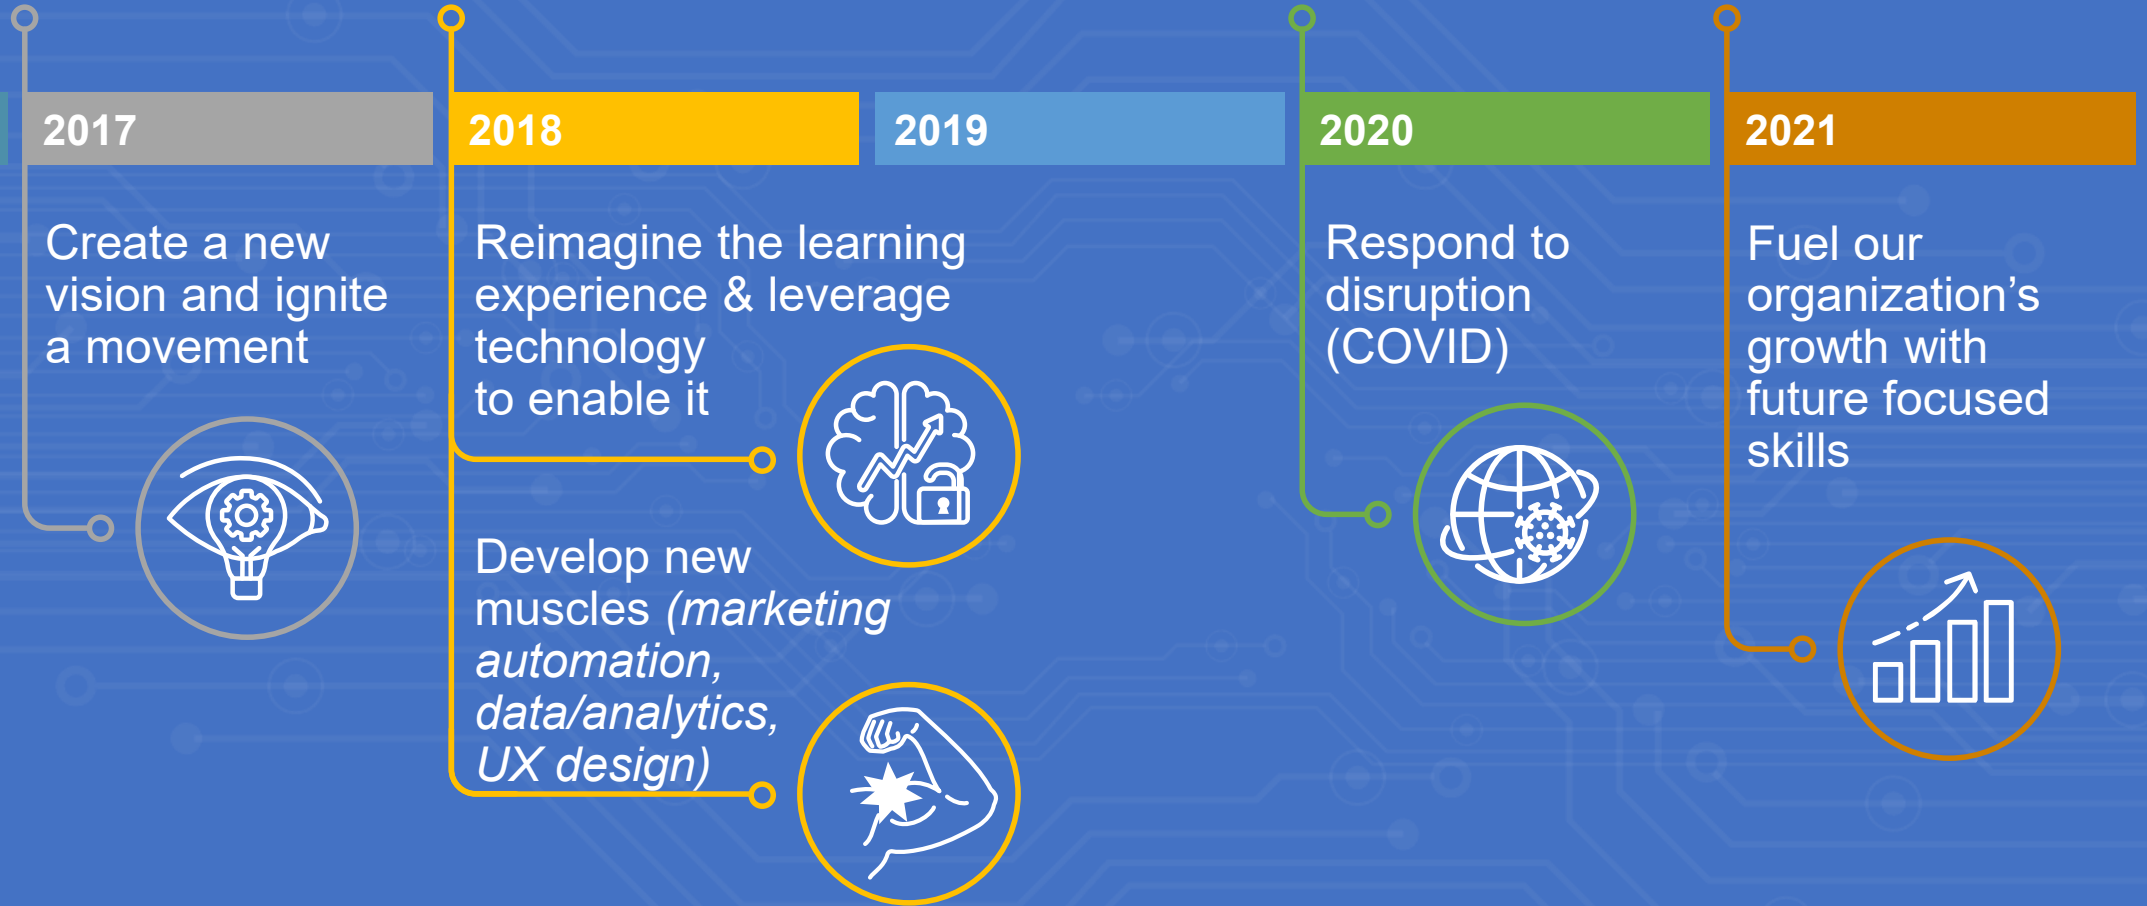 2017
Create a new
vision and ignite
a movement
2018
Reimagine the learning
experience & leverage
technology
to enable it
Develop new
muscles (marketing
automation,
data/analytics,
UX design)
2019
2020
Respond to
disruption
(COVID)
2021
Fuel our
organization’s
growth with
future focused
skills